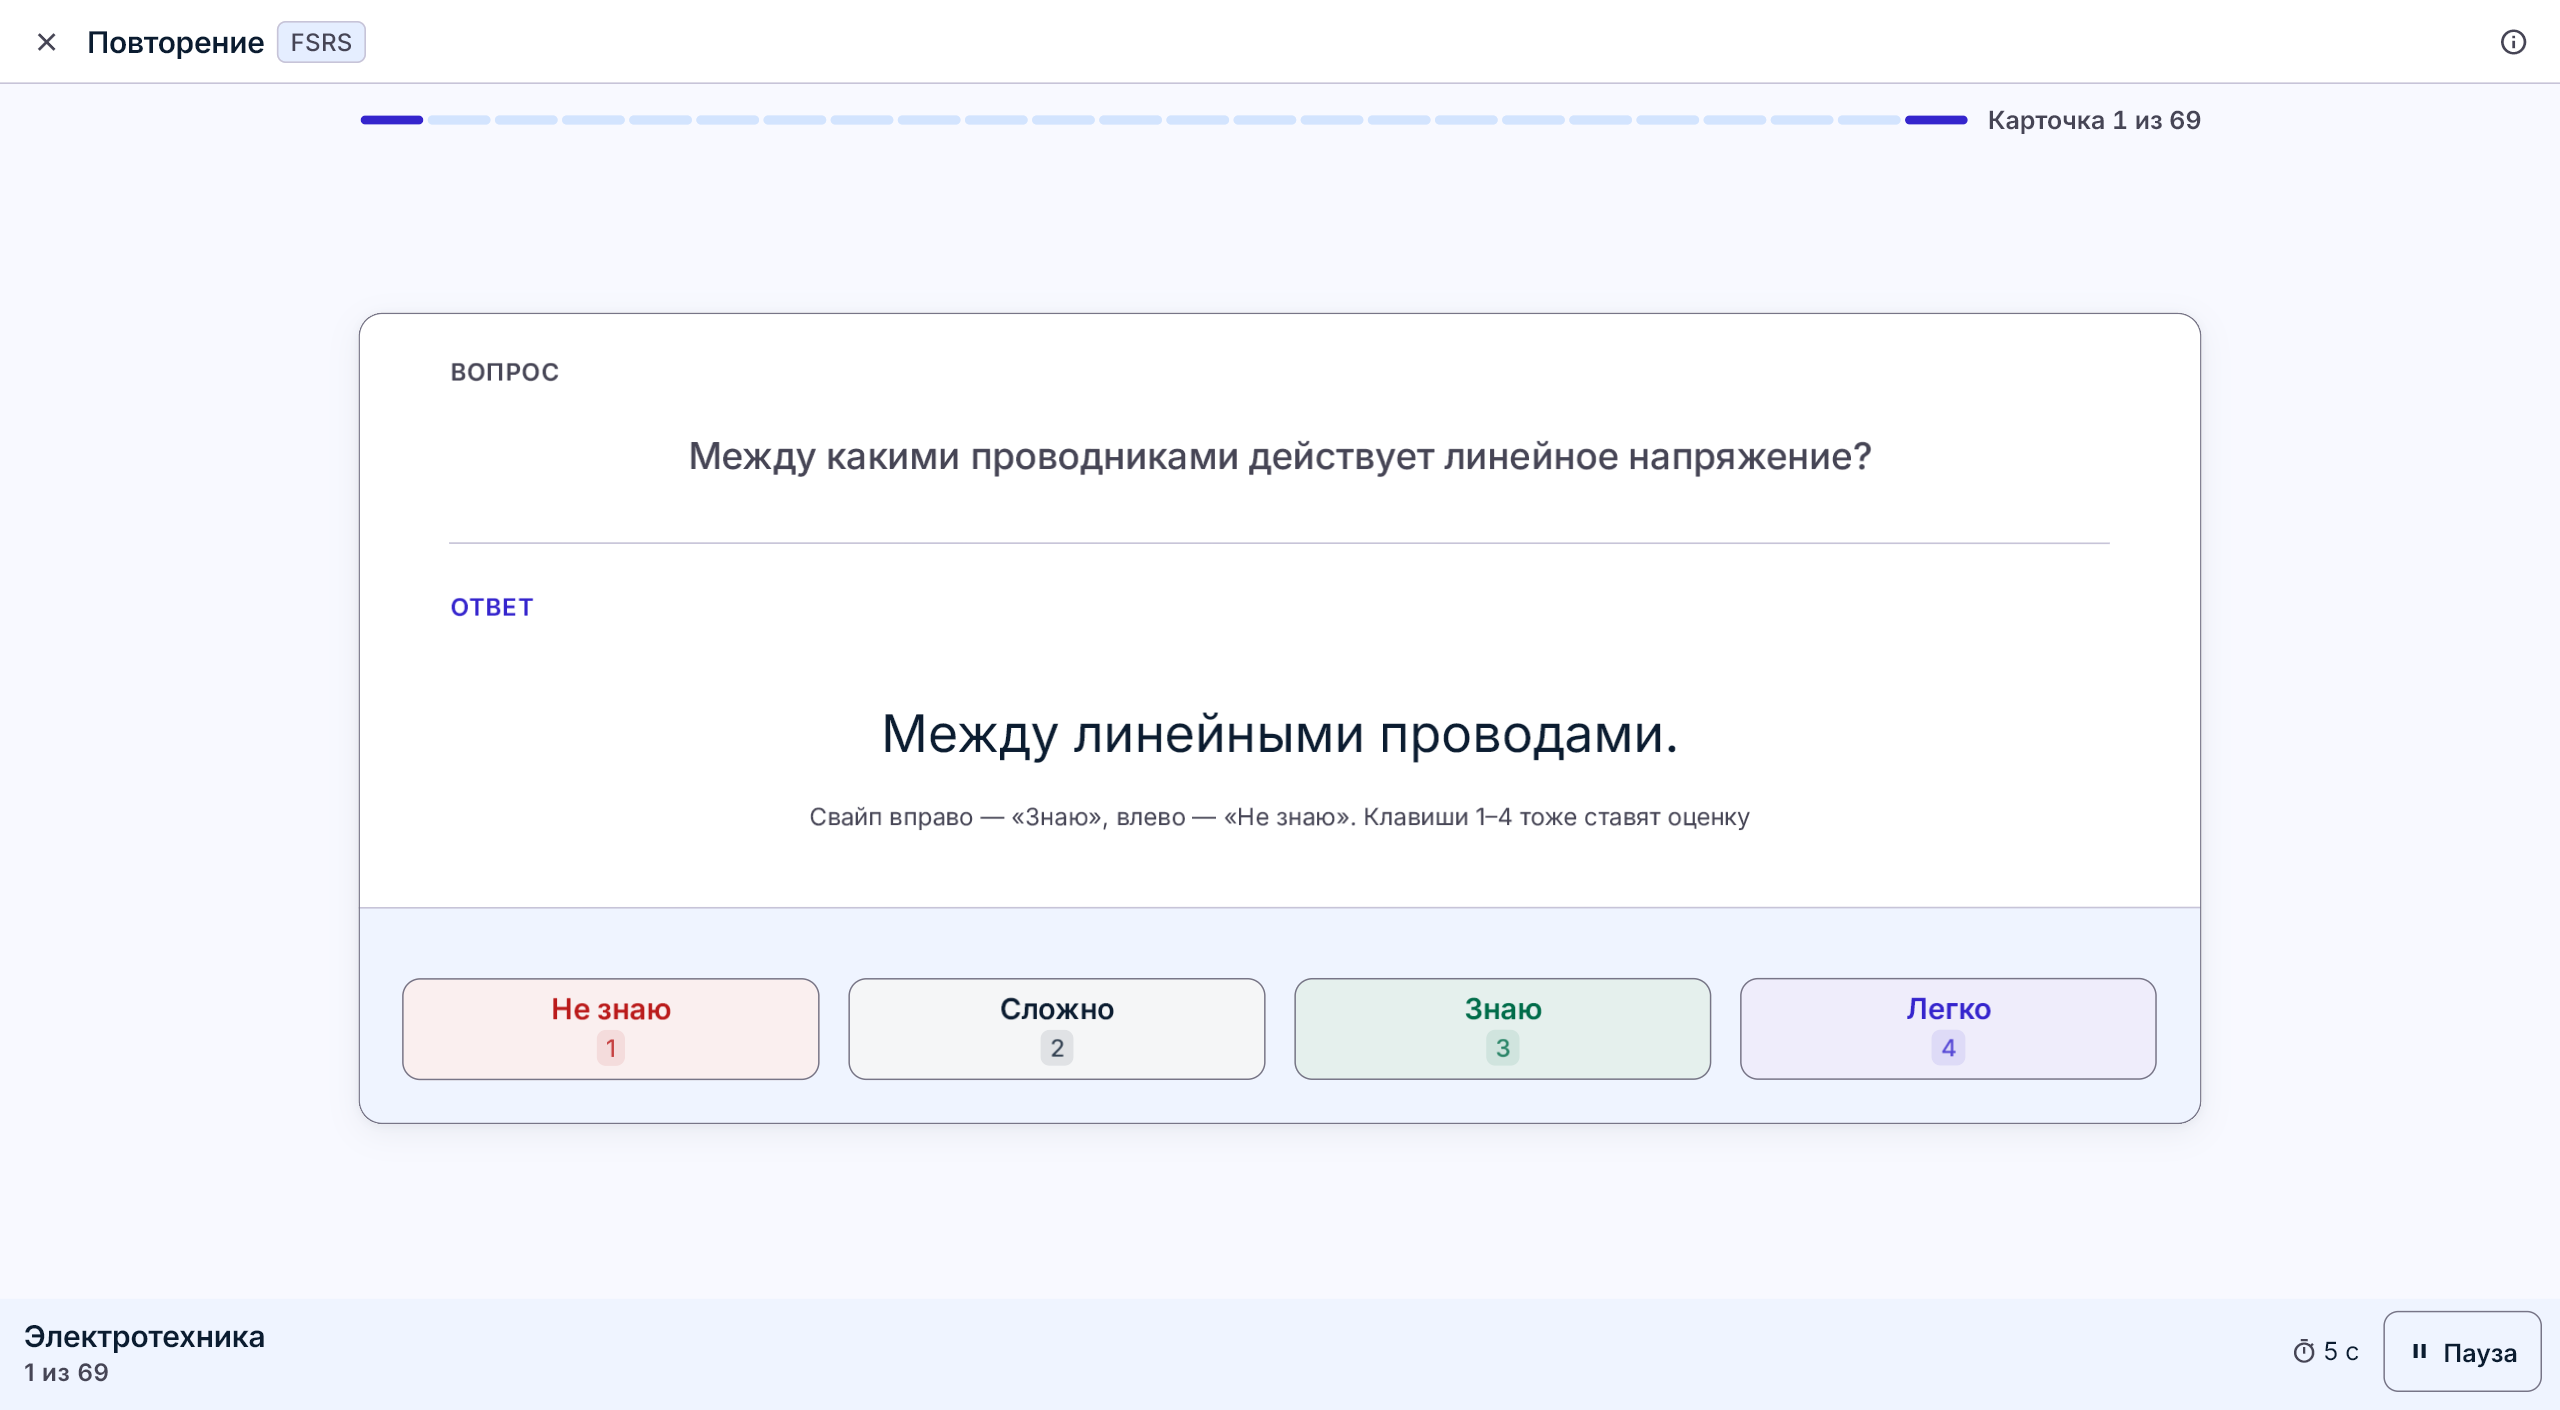 Повторение FSRS
Карточка 1 из 69
ВОПРОС
Между какими проводниками действует линейное напряжение?
ОТВЕТ
Между линейными проводами.
Свайп вправо — «Знаю», влево — «Не знаю». Клавиши 1–4 тоже ставят оценку
Не знаю
1
Сложно
2
Знаю
3
Легко
4
Электротехника
1 из 69
5 с
Пауза